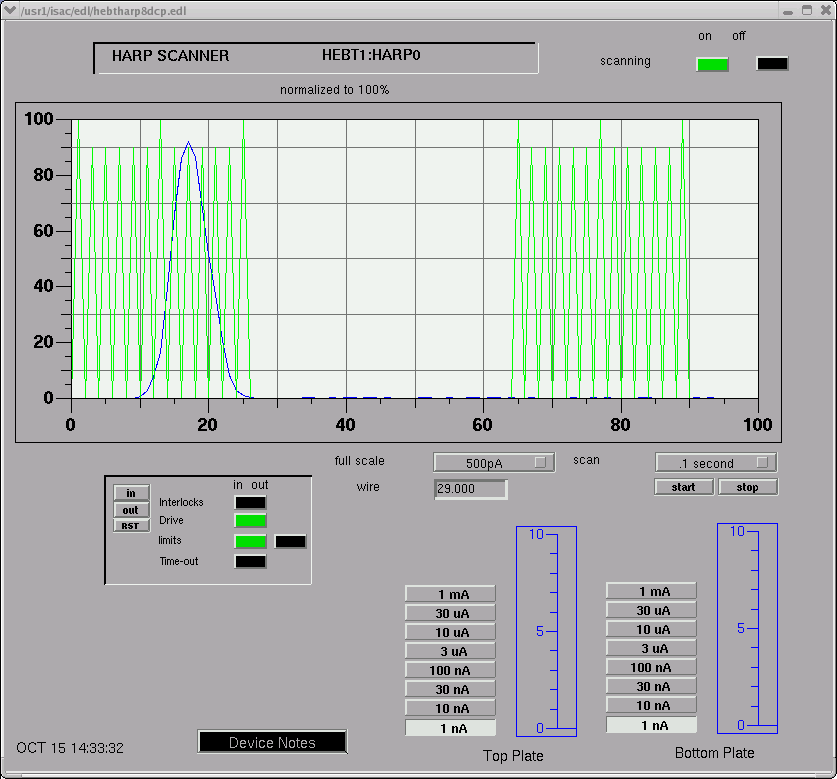 /usr1/isac/edl/hebtharp8dcp.edl
on off
HARP SCANNER HEBT1:HARP0
scanning
normalized to 100%
100
80
60
40
20
0
0 20 40 60 80 100
full scale 500pA scan .1 second
wire 29.000 start stop
in out
in
Interlocks
out
Drive
RST
limits
Time-out
10 10
1 mA 1 mA
30 uA 30 uA
10 uA 5 10 uA 5
3 uA 3 uA
100 nA 100 nA
30 nA 30 nA
10 nA 10 nA
1 nA 0 1 nA 0
OCT 15 14:33:32 Device Notes
Top Plate Bottom Plate